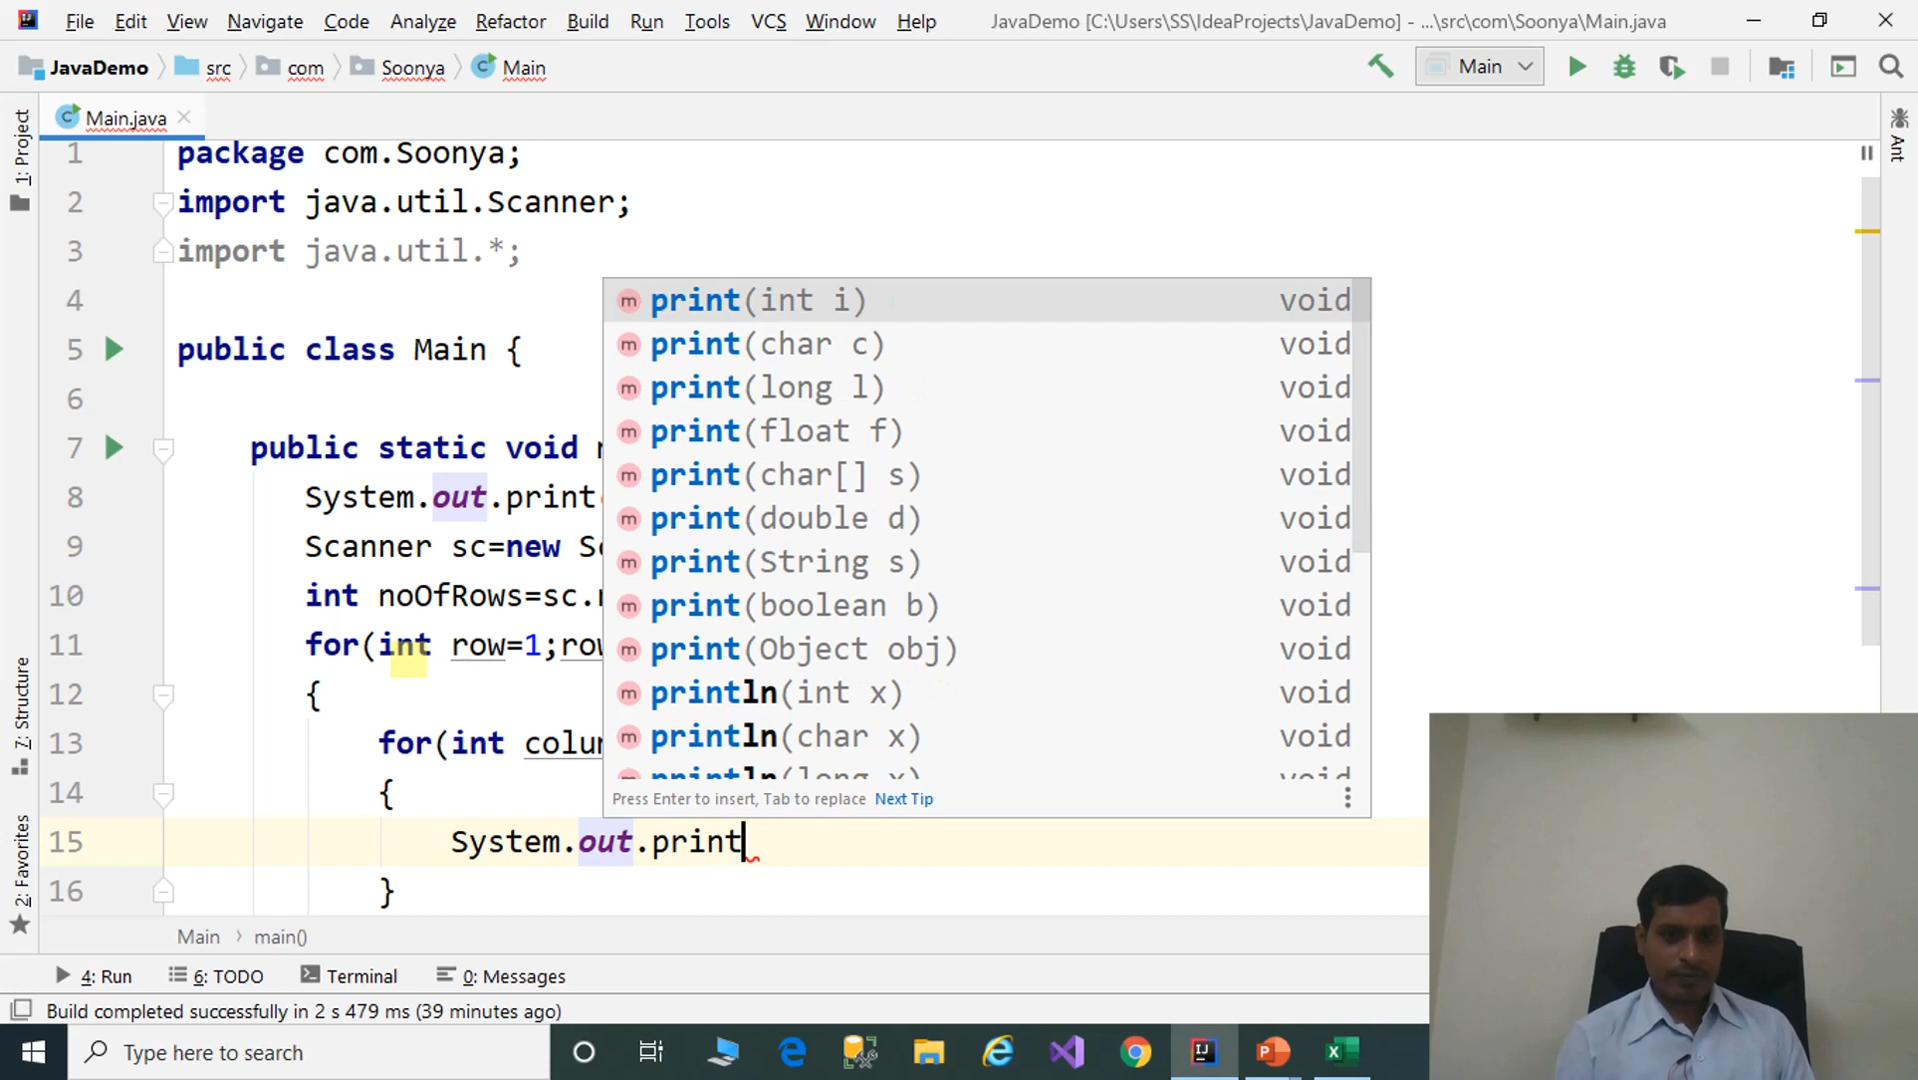 File Edit View Navigate Code Analyze Refactor Build Run Tools VCS Window Help JavaDemo [C:\Users\SS\IdeaProjects\JavaDemo] - ...\src\com\Soonya\Main.java
JavaDemo src com Soonya Main Main
1: Project
Main.java
Ant
1 package com.Soonya;
2 import java.util.Scanner;
3 import java.util.*;
4
5 public class Main {
6
7 public static void
8 System.out.print
9 Scanner sc=new
10 int noOfRows=sc.
11 for(int row=1;row
12 {
13 for(int colu
14 {
15 System.out.print
16 }
print(int i) void
print(char c) void
print(long l) void
print(float f) void
print(char[] s) void
print(double d) void
print(String s) void
print(boolean b) void
print(Object obj) void
println(int x) void
println(char x) void
println(long x) void
Press Enter to insert, Tab to replace Next Tip
7: Structure
2: Favorites
Main main()
4: Run 6: TODO Terminal 0: Messages
Build completed successfully in 2 s 479 ms (39 minutes ago)
Type here to search